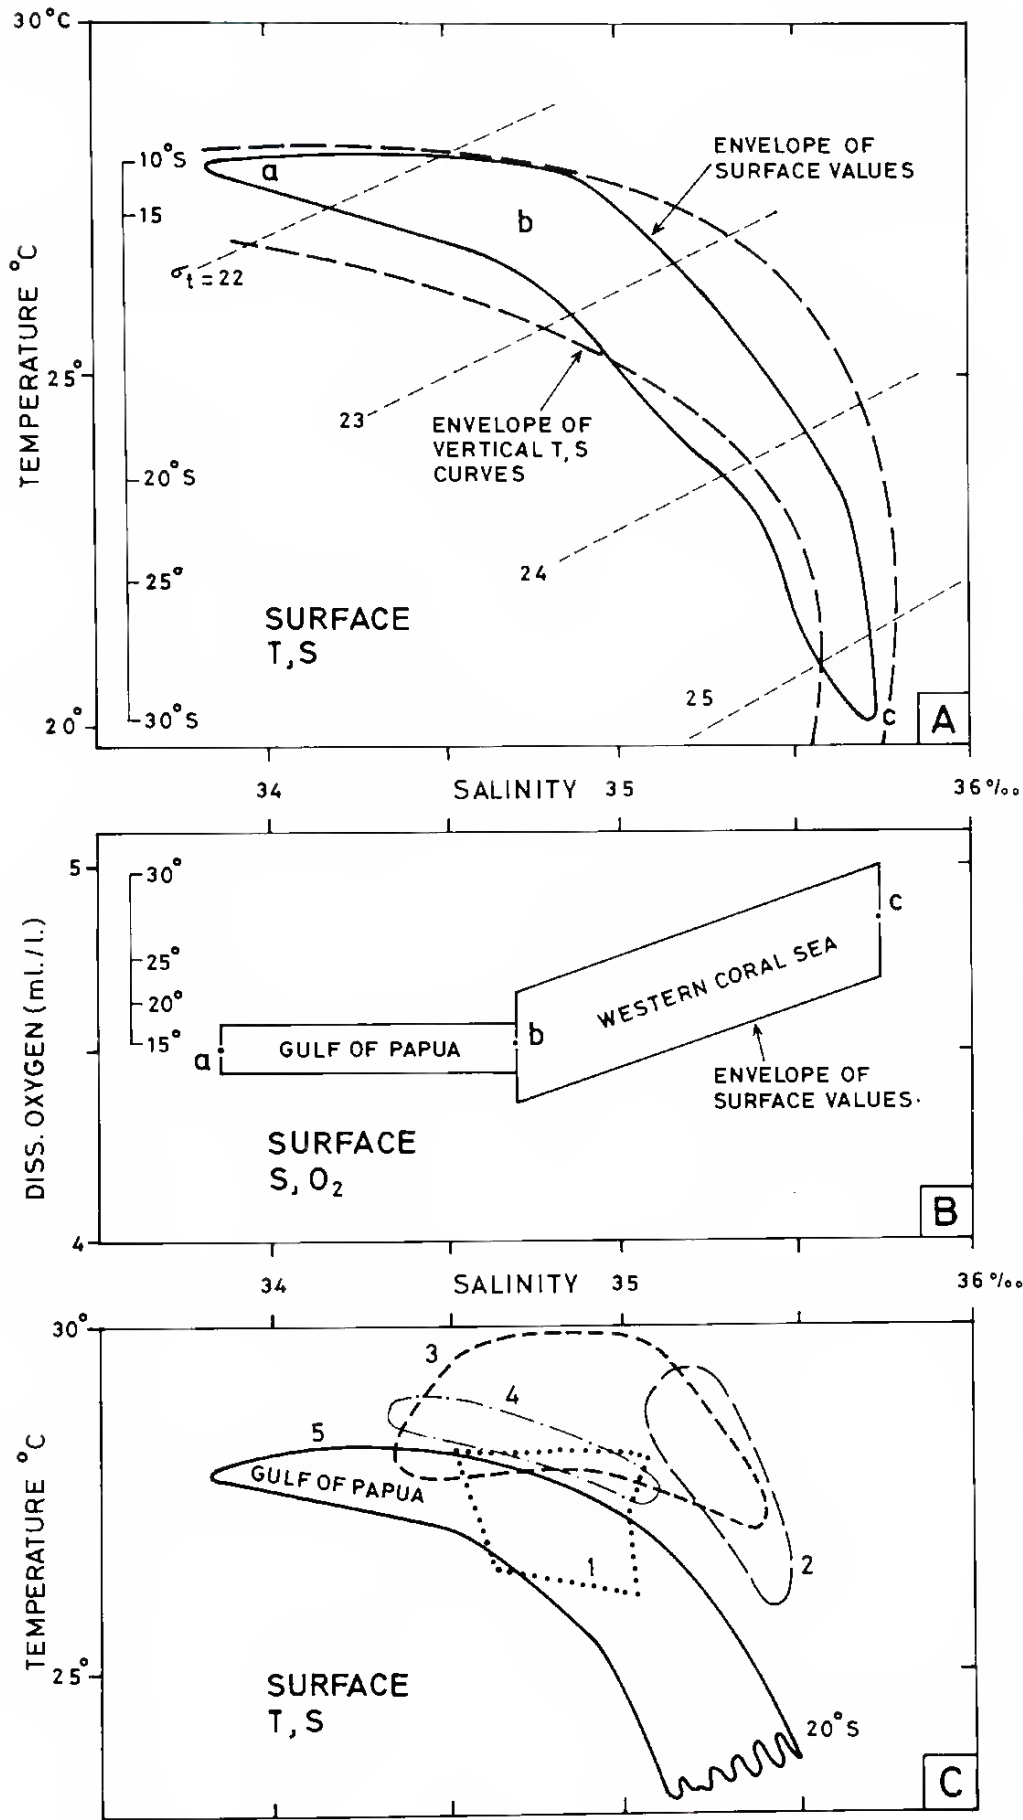 30°C
ENVELOPE OF
SURFACE VALUES
10°S
a
15
b
σt = 22
TEMPERATURE °C
25°
23
ENVELOPE OF
VERTICAL T, S
CURVES
20°S
24
25°
SURFACE
T, S
25
30°S
20°
c
A
34
SALINITY
35
36‰
5
30°
c
25°
WESTERN CORAL SEA
20°
15°
b
a
GULF OF PAPUA
ENVELOPE OF
SURFACE VALUES.
DISS. OXYGEN (ml./l.)
SURFACE
S, O2
B
4
34
SALINITY
35
36‰
30°
3
4
5
GULF OF PAPUA
1
2
TEMPERATURE °C
25°
SURFACE
T, S
20°S
C